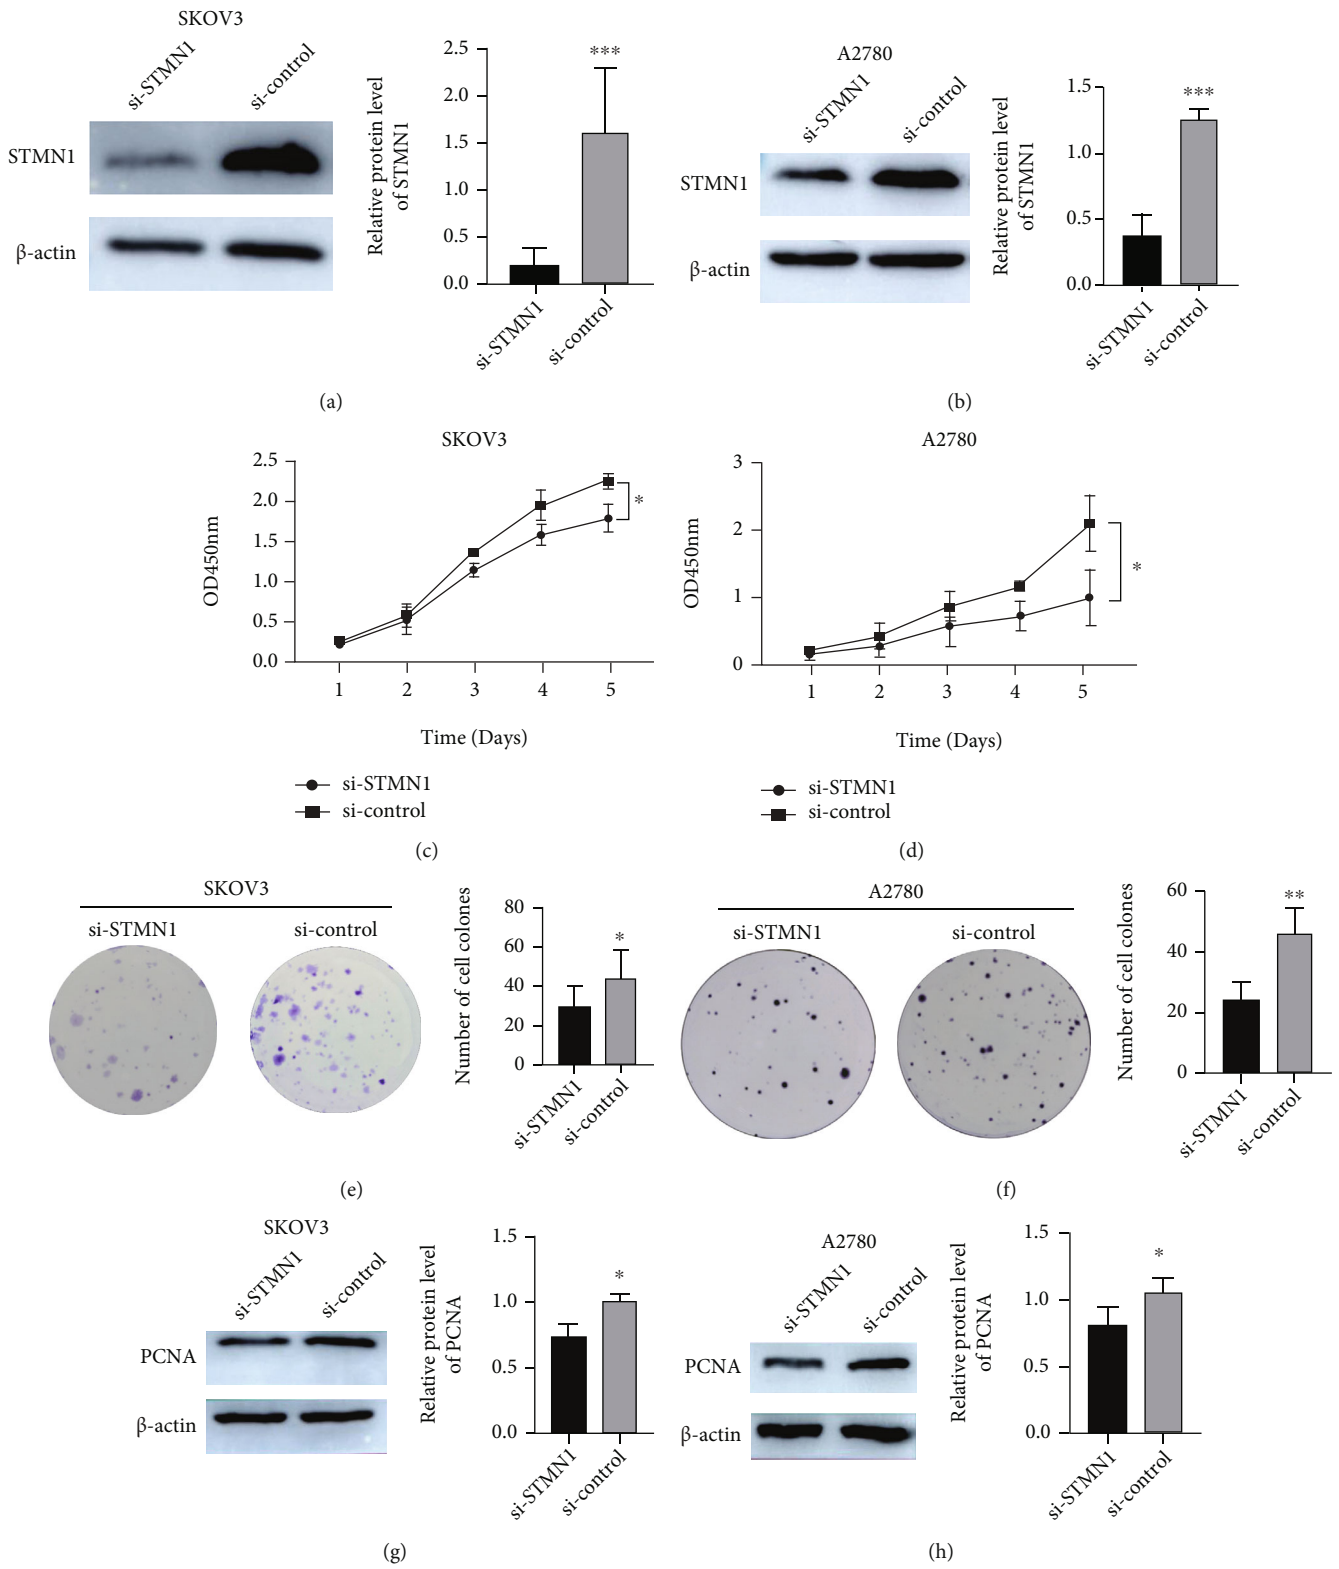 SKOV3
si-STMN1
si-control
STMN1
β-actin
Relative protein level
of STMN1
2.5
2.0
1.5
1.0
0.5
0.0
***
si-STMN1
si-control
(a)
A2780
si-STMN1
si-control
STMN1
β-actin
Relative protein level
of STMN1
1.5
1.0
0.5
0.0
***
si-STMN1
si-control
(b)
SKOV3
OD450nm
2.5
2.0
1.5
1.0
0.5
0.0
*
1 2 3 4 5
Time (Days)
si-STMN1
si-control
(c)
A2780
OD450nm
3
2
1
0
*
1 2 3 4 5
Time (Days)
si-STMN1
si-control
(d)
SKOV3
si-STMN1 si-control
Number of cell colones
80
60
40
20
0
*
si-STMN1
si-control
(e)
A2780
si-STMN1 si-control
Number of cell colones
60
40
20
0
**
si-STMN1
si-control
(f)
SKOV3
si-STMN1
si-control
PCNA
β-actin
Relative protein level
of PCNA
1.5
1.0
0.5
0.0
*
si-STMN1
si-control
(g)
A2780
si-STMN1
si-control
PCNA
β-actin
Relative protein level
of PCNA
1.5
1.0
0.5
0.0
*
si-STMN1
si-control
(h)